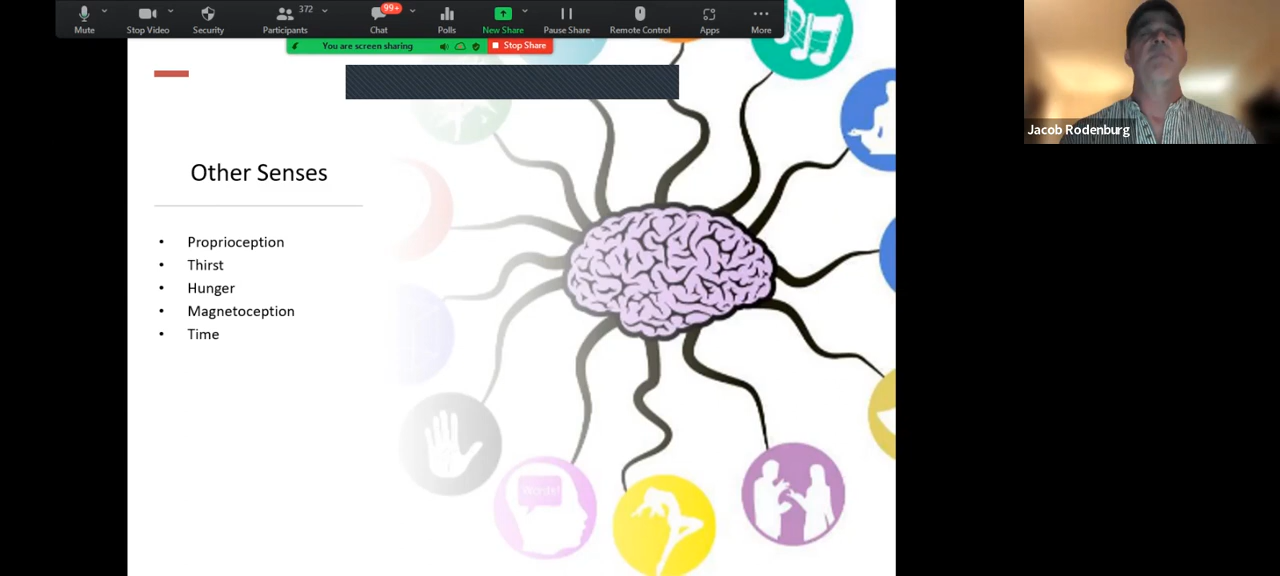 372
99+
Mute
Stop Video
Security
Participants
Chat
Polls
New Share
Pause Share
Remote Control
Apps
More
You are screen sharing
Stop Share
Jacob Rodenburg
Other Senses
• Proprioception
• Thirst
• Hunger
• Magnetoception
• Time
Words!